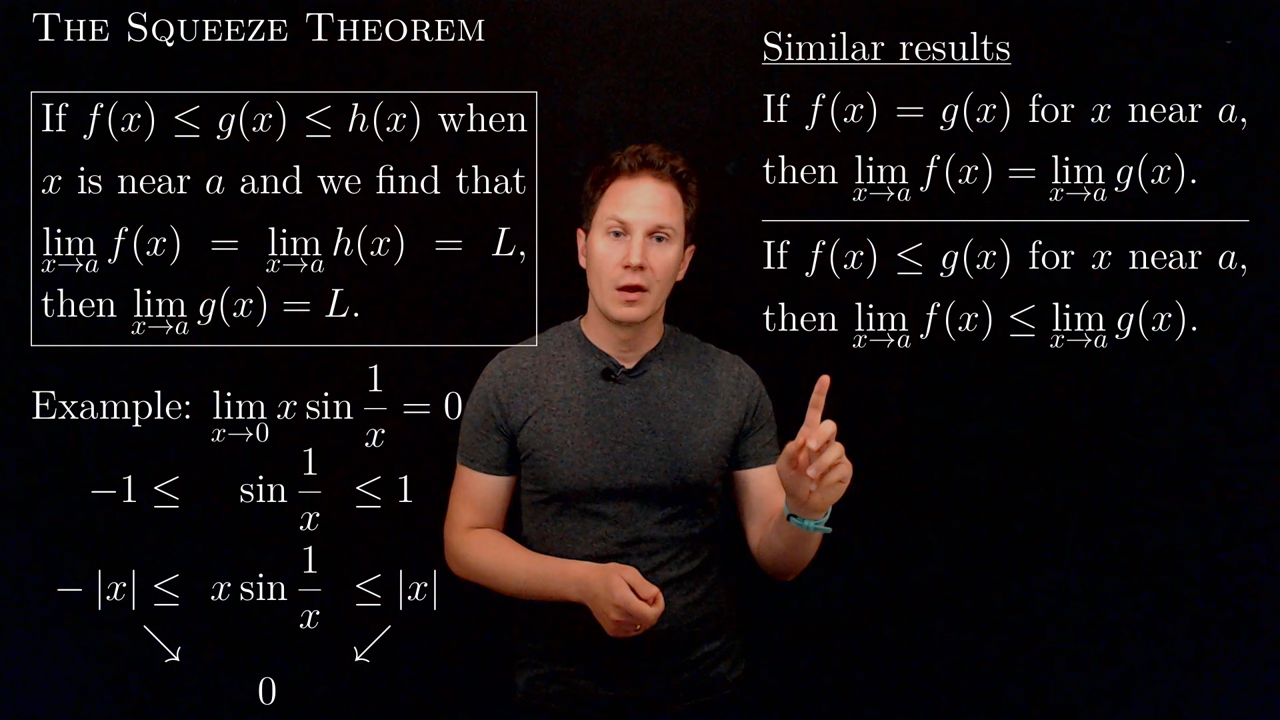 THE SQUEEZE THEOREM
If f(x) ≤ g(x) ≤ h(x) when
x is near a and we find that
lim_{x→a} f(x) = lim_{x→a} h(x) = L,
then lim_{x→a} g(x) = L.
Example: lim_{x→0} x sin 1/x = 0
−1 ≤ sin 1/x ≤ 1
− |x| ≤ x sin 1/x ≤ |x|
↘ ↙
0
Similar results
If f(x) = g(x) for x near a,
then lim_{x→a} f(x) = lim_{x→a} g(x).
If f(x) ≤ g(x) for x near a,
then lim_{x→a} f(x) ≤ lim_{x→a} g(x).